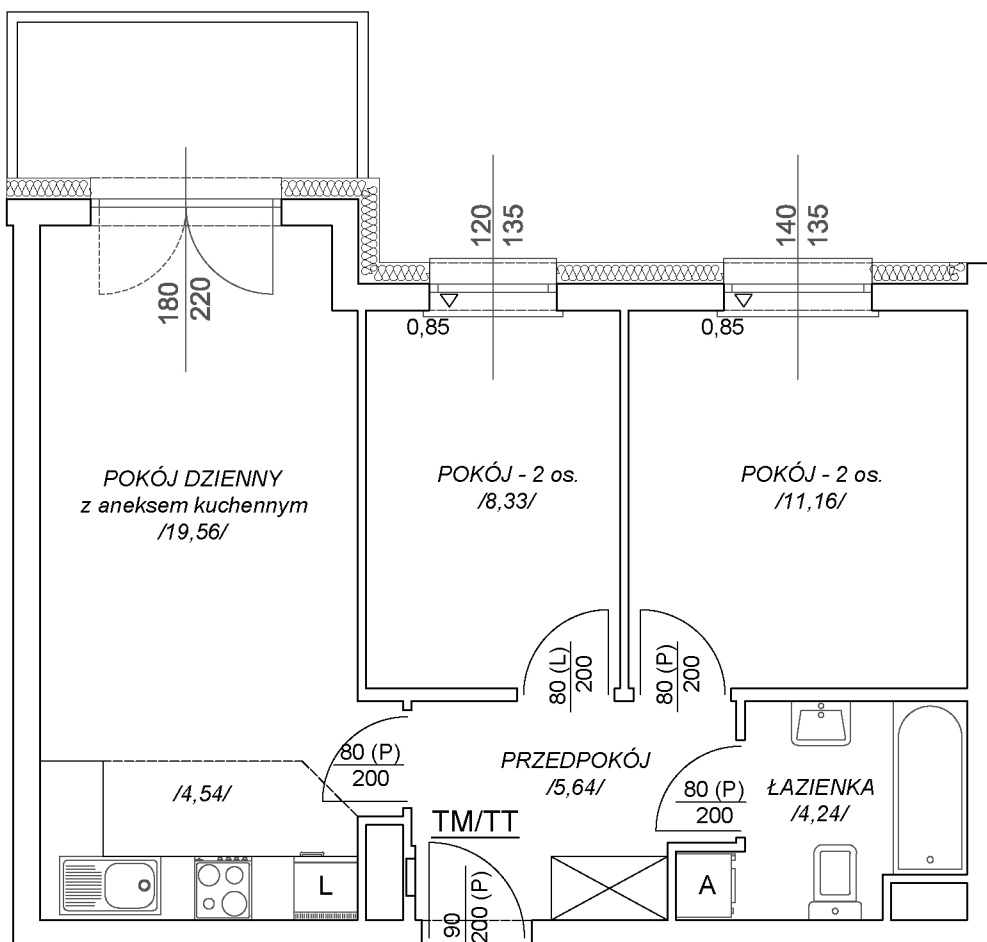 180
220
120
135
140
135
0,85
0,85
POKÓJ DZIENNY
z aneksem kuchennym
/19,56/
POKÓJ - 2 os.
/8,33/
POKÓJ - 2 os.
/11,16/
80 (L)
200
80 (P)
200
80 (P)
200
PRZEDPOKÓJ
/5,64/
80 (P)
200
ŁAZIENKA
/4,24/
/4,54/
TM/TT
L
90
200 (P)
A